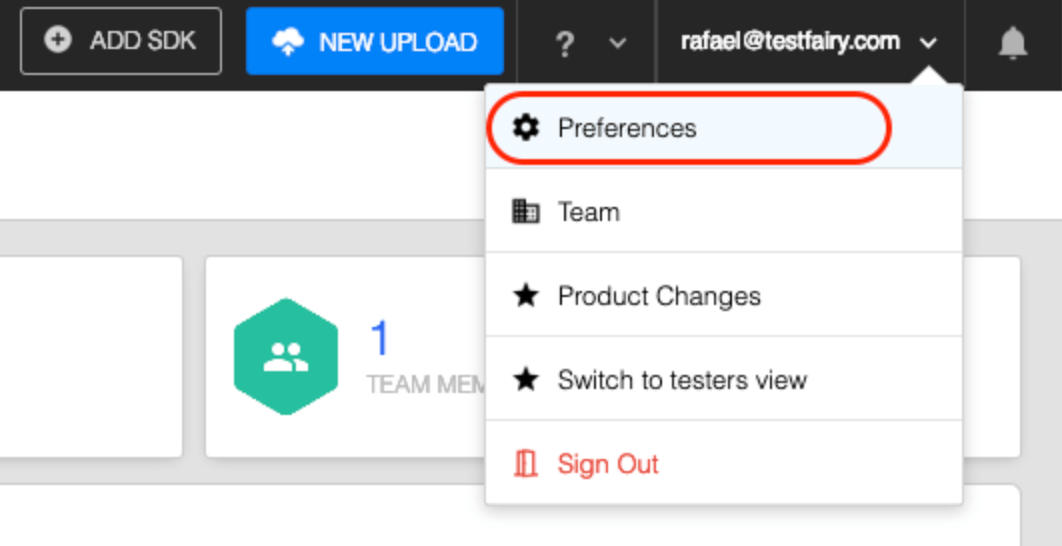 ADD SDK
NEW UPLOAD
?
rafael@testfairy.com
Preferences
Team
Product Changes
Switch to testers view
Sign Out
1
TEAM MEM